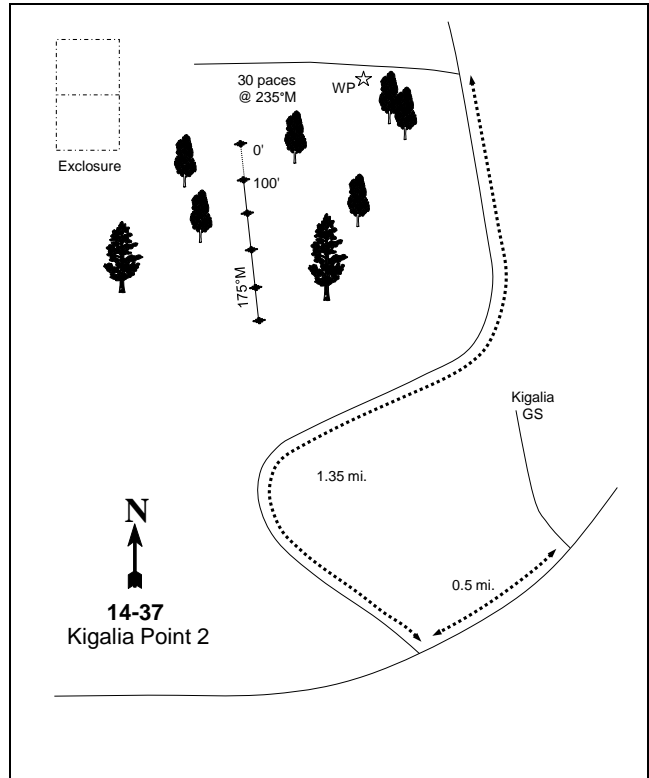 30 paces
@ 235°M
WP
0'
Exclosure
100'
175°M
Kigalia
GS
1.35 mi.
N
0.5 mi.
14-37
Kigalia Point 2